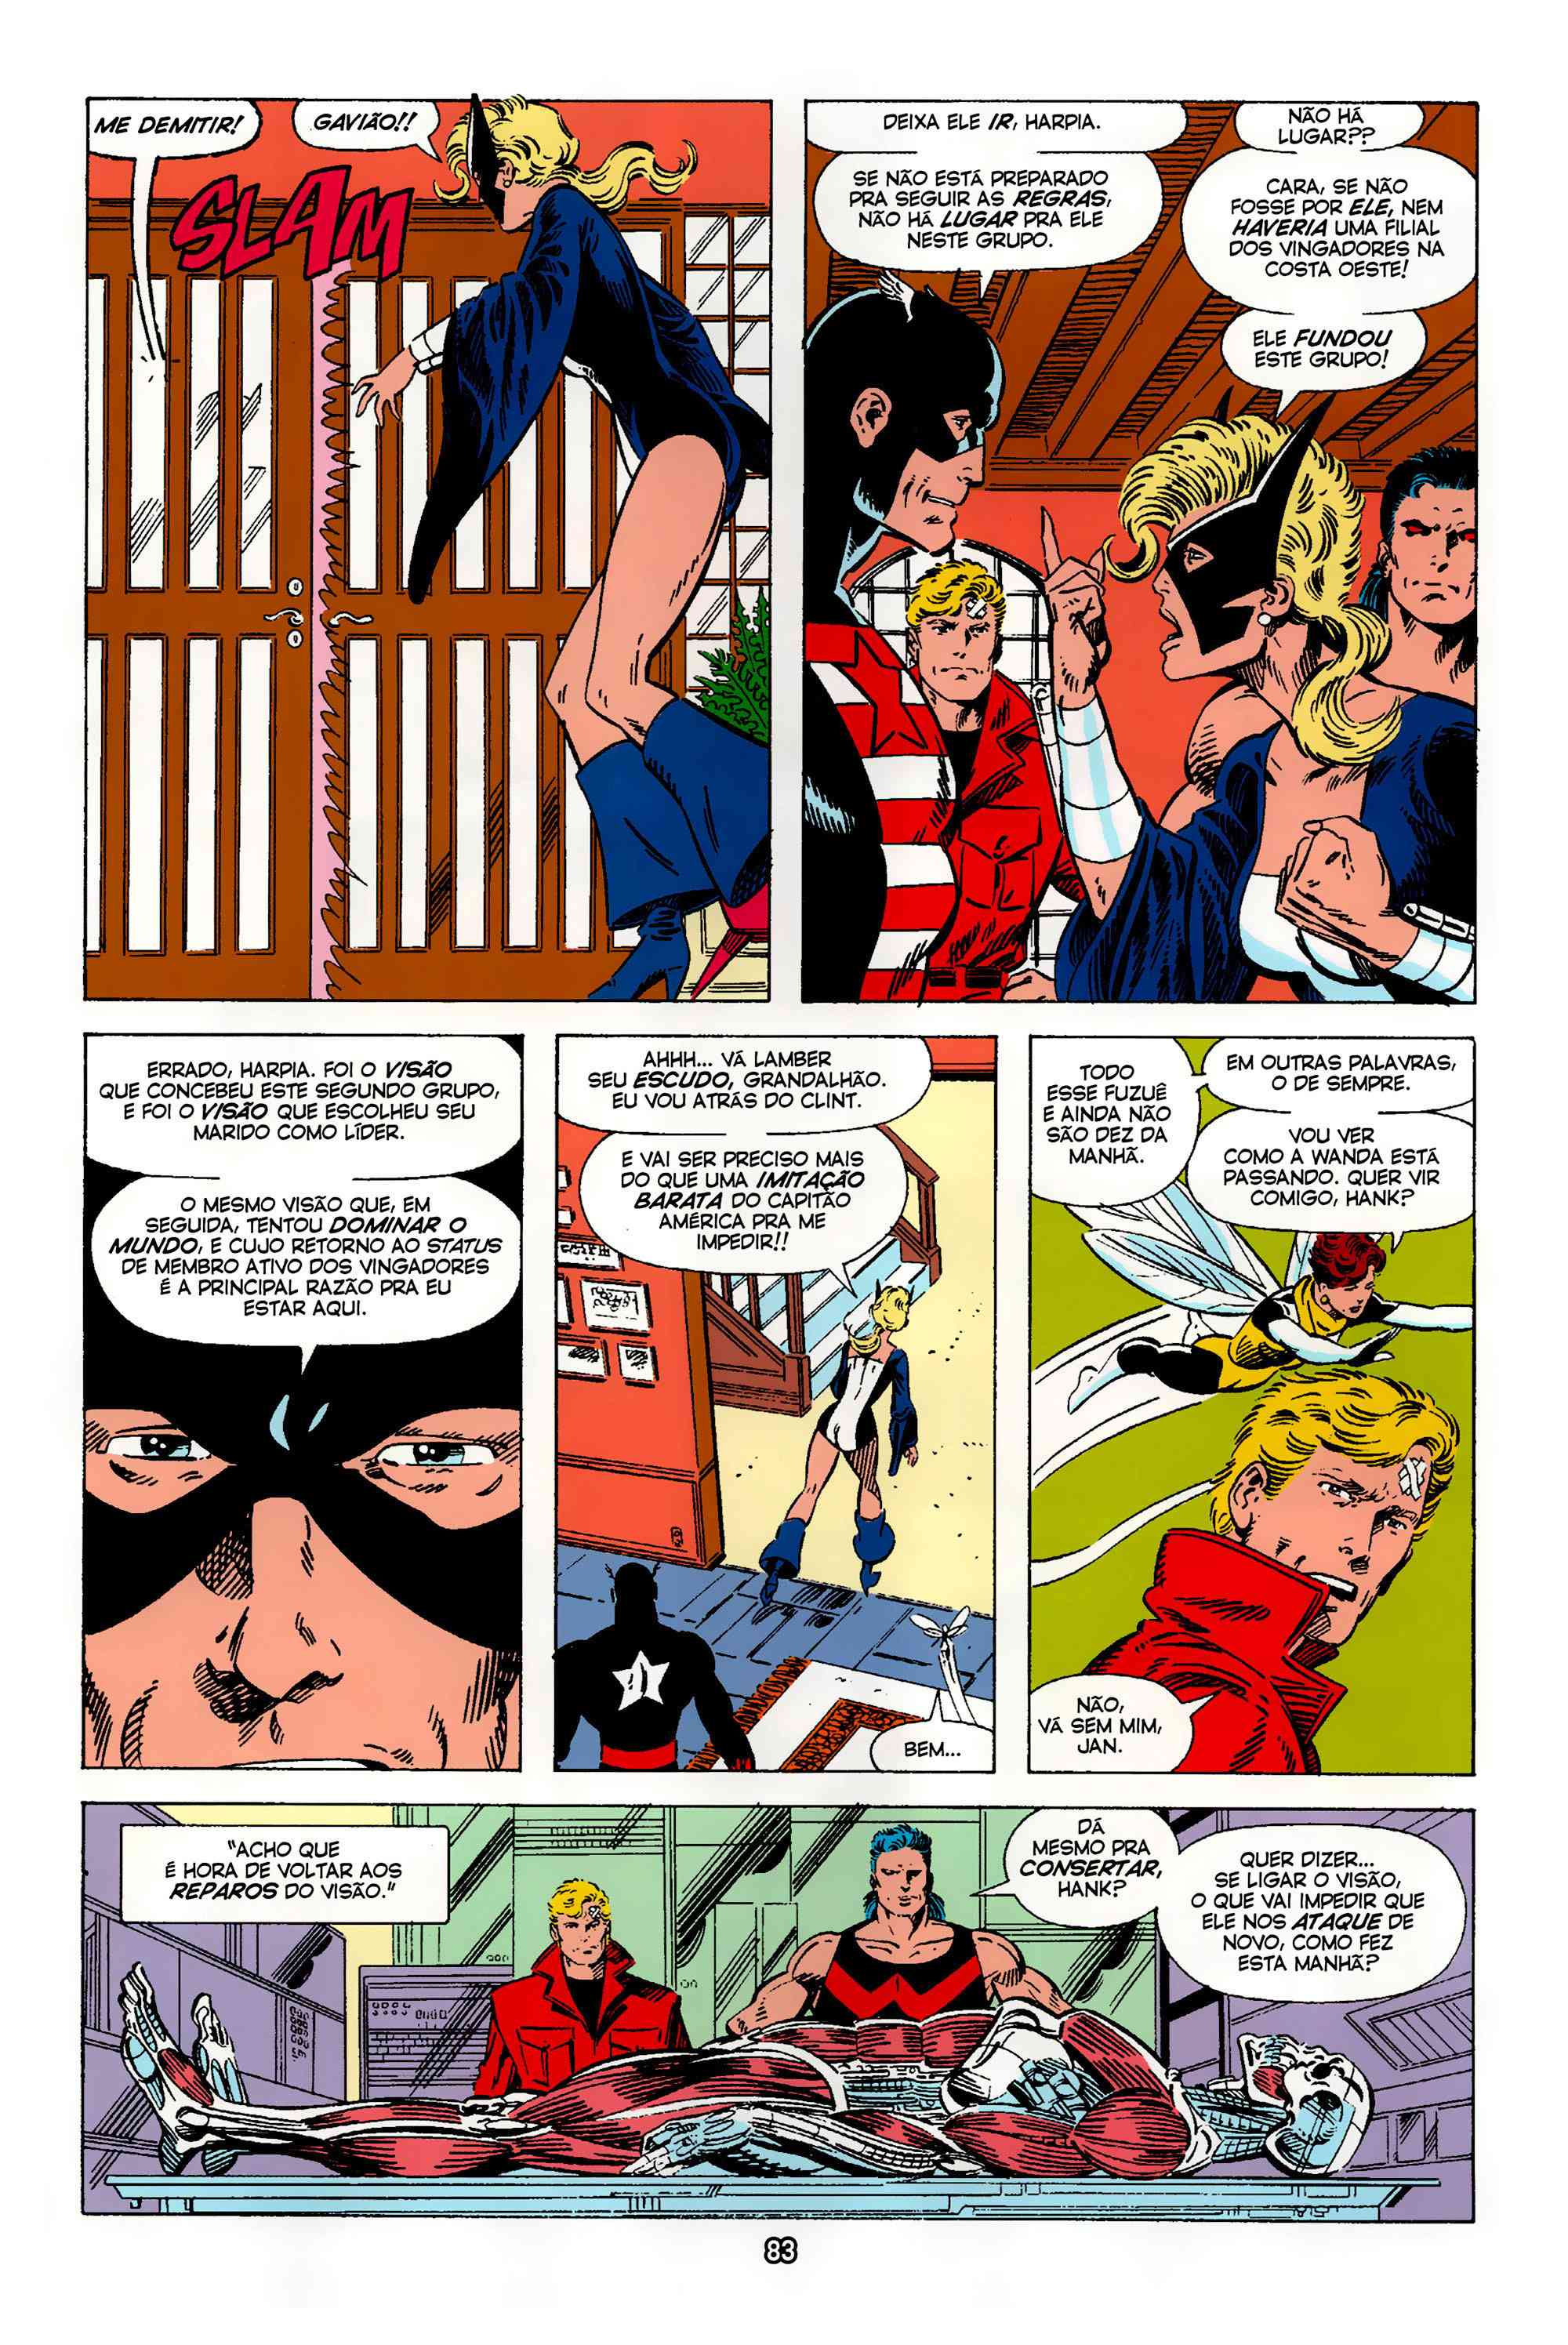 ME DEMITIR!
GAVIÃO!!
SLAM
DEIXA ELE IR, HARPIA.
SE NÃO ESTÁ PREPARADO
PRA SEGUIR AS REGRAS,
NÃO HÁ LUGAR PRA ELE
NESTE GRUPO.
NÃO HÁ
LUGAR??
CARA, SE NÃO
FOSSE POR ELE, NEM
HAVERIA UMA FILIAL
DOS VINGADORES NA
COSTA OESTE!
ELE FUNDOU
ESTE GRUPO!
ERRADO, HARPIA. FOI O VISÃO
QUE CONCEBEU ESTE SEGUNDO GRUPO,
E FOI O VISÃO QUE ESCOLHEU SEU
MARIDO COMO LÍDER.
O MESMO VISÃO QUE, EM
SEGUIDA, TENTOU DOMINAR O
MUNDO, E CUJO RETORNO AO STATUS
DE MEMBRO ATIVO DOS VINGADORES
É A PRINCIPAL RAZÃO PRA EU
ESTAR AQUI.
AHHH... VÁ LAMBER
SEU ESCUDO, GRANDALHÃO.
EU VOU ATRÁS DO CLINT.
E VAI SER PRECISO MAIS
DO QUE UMA IMITAÇÃO
BARATA DO CAPITÃO
AMÉRICA PRA ME
IMPEDIR!!
BEM...
TODO
ESSE FUZUÊ
E AINDA NÃO
SÃO DEZ DA
MANHÃ.
EM OUTRAS PALAVRAS,
O DE SEMPRE.
VOU VER
COMO A WANDA ESTÁ
PASSANDO. QUER VIR
COMIGO, HANK?
NÃO,
VÁ SEM MIM,
JAN.
"ACHO QUE
É HORA DE VOLTAR AOS
REPAROS DO VISÃO."
DÁ
MESMO PRA
CONSERTAR,
HANK?
QUER DIZER...
SE LIGAR O VISÃO,
O QUE VAI IMPEDIR QUE
ELE NOS ATAQUE DE
NOVO, COMO FEZ
ESTA MANHÃ?
83